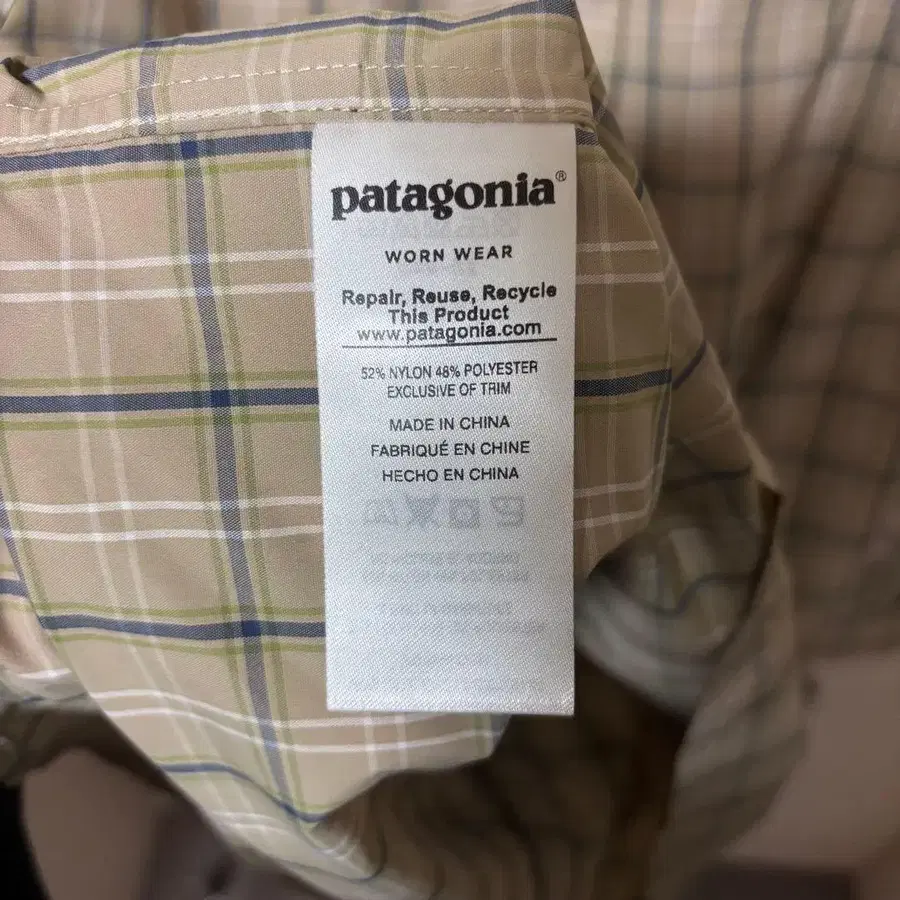 patagonia®
WORN WEAR
Repair, Reuse, Recycle
This Product
www.patagonia.com
52% NYLON 48% POLYESTER
EXCLUSIVE OF TRIM
MADE IN CHINA
FABRIQUÉ EN CHINE
HECHO EN CHINA